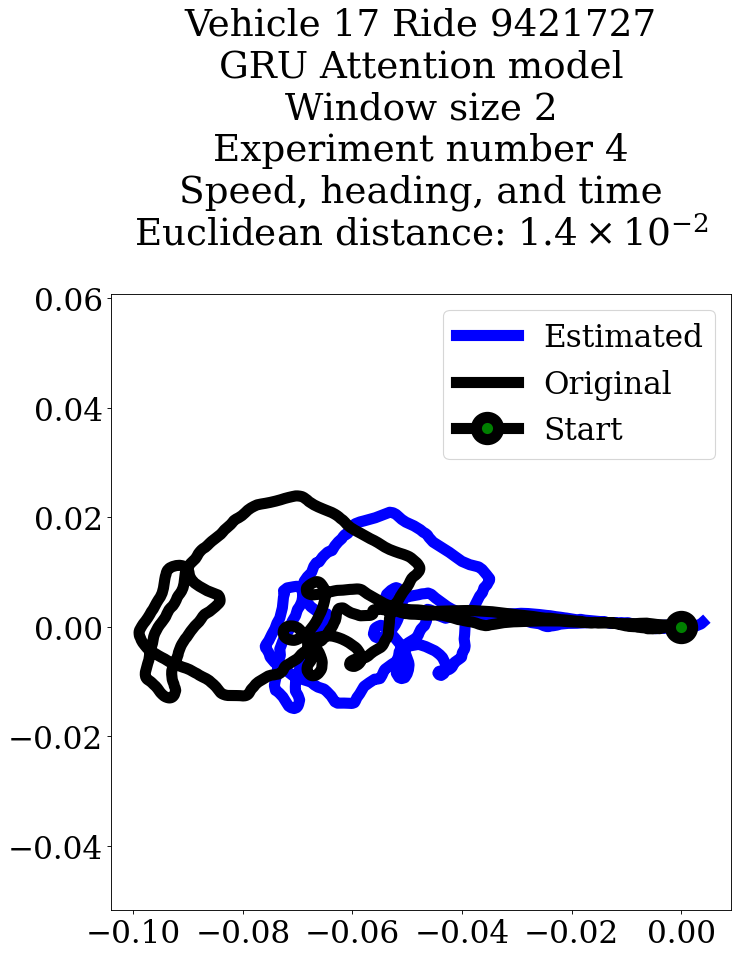 Vehicle 17 Ride 9421727
GRU Attention model
Window size 2
Experiment number 4
Speed, heading, and time
Euclidean distance: 1.4 × 10⁻²
0.06
0.04
0.02
0.00
−0.02
−0.04
Estimated
Original
Start
−0.10 −0.08 −0.06 −0.04 −0.02 0.00